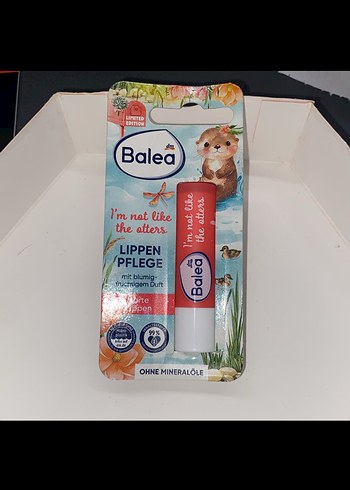 LIMITED
EDITION
Balea
I'm not like
the otters
LIPPEN
PFLEGE
mit blumig-
fruchtigem Duft
I'm not like
the otters
Balea
99%
OHNE MINERALÖLE